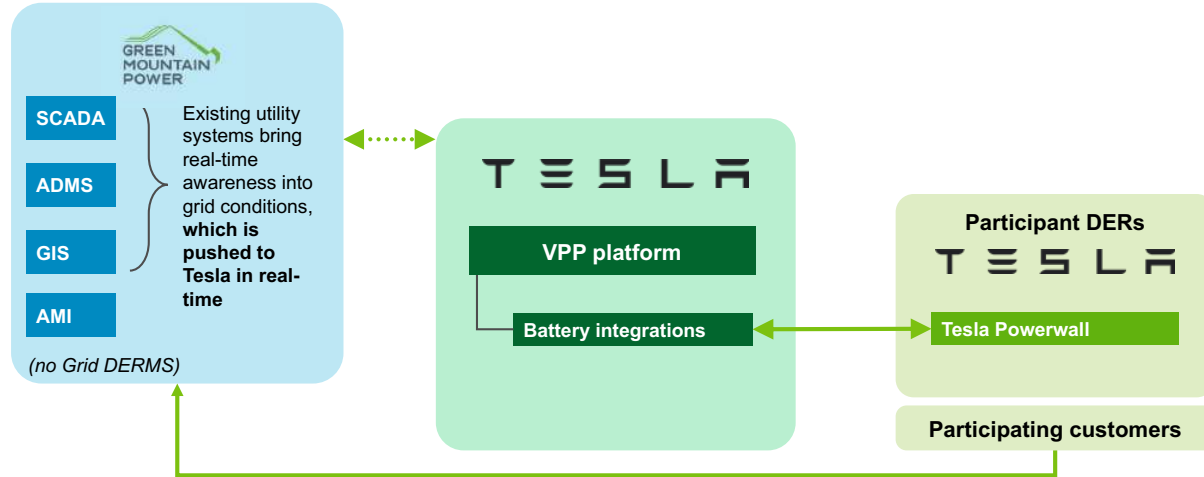 GREEN
MOUNTAIN
POWER
SCADA
ADMS
GIS
AMI
Existing utility
systems bring
real-time
awareness into
grid conditions,
which is
pushed to
Tesla in real-
time
(no Grid DERMS)
TESLA
VPP platform
Battery integrations
Participant DERs
TESLA
Tesla Powerwall
Participating customers